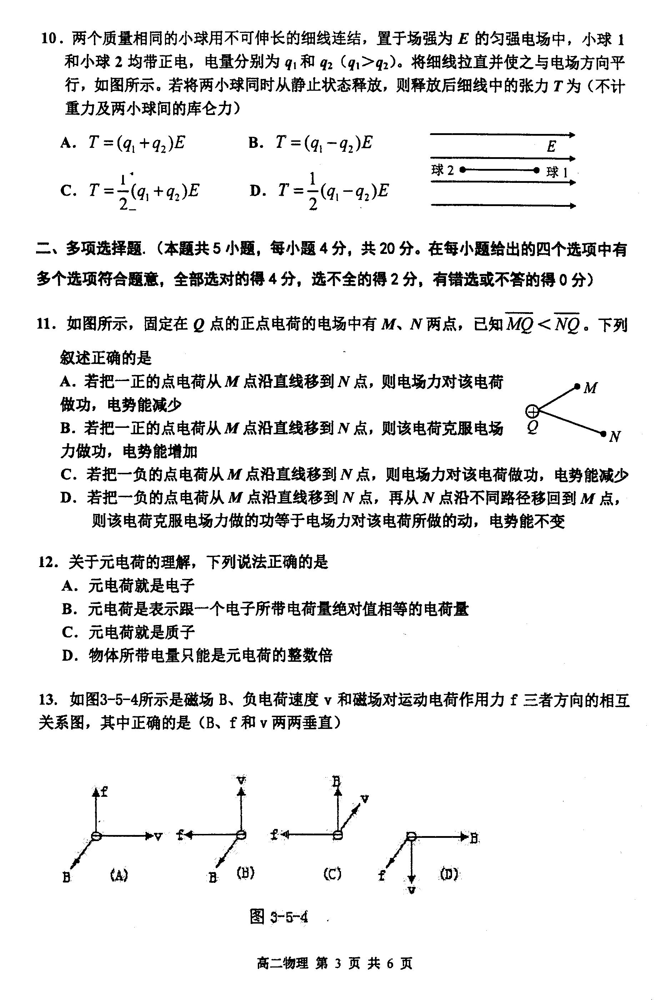 10．两个质量相同的小球用不可伸长的细线连结，置于场强为 E 的匀强电场中，小球 1
和小球 2 均带正电，电量分别为 q₁和 q₂（q₁＞q₂）。将细线拉直并使之与电场方向平
行，如图所示。若将两小球同时从静止状态释放，则释放后细线中的张力 T 为（不计
重力及两小球间的库仑力）
A．T=(q₁+q₂)E B．T=(q₁-q₂)E
E
球 2 球 1
C．T=1/2(q₁+q₂)E D．T=1/2(q₁-q₂)E
二、多项选择题.（本题共 5 小题，每小题 4 分，共 20 分。在每小题给出的四个选项中有
多个选项符合题意，全部选对的得 4 分，选不全的得 2 分，有错选或不答的得 0 分）
11．如图所示，固定在 Q 点的正点电荷的电场中有 M、N 两点，已知 M̅Q̅ < N̅Q̅ 。下列
叙述正确的是
A．若把一正的点电荷从 M 点沿直线移到 N 点，则电场力对该电荷
做功，电势能减少
B．若把一正的点电荷从 M 点沿直线移到 N 点，则该电荷克服电场
力做功，电势能增加
M
Q
N
C．若把一负的点电荷从 M 点沿直线移到 N 点，则电场力对该电荷做功，电势能减少
D．若把一负的点电荷从 M 点沿直线移到 N 点，再从 N 点沿不同路径移回到 M 点，
则该电荷克服电场力做的功等于电场力对该电荷所做的动，电势能不变
12．关于元电荷的理解，下列说法正确的是
A．元电荷就是电子
B．元电荷是表示跟一个电子所带电荷量绝对值相等的电荷量
C．元电荷就是质子
D．物体所带电量只能是元电荷的整数倍
13．如图3-5-4所示是磁场 B、负电荷速度 v 和磁场对运动电荷作用力 f 三者方向的相互
关系图，其中正确的是（B、f 和 v 两两垂直）
f v B (A)
v f B (B)
B v f (C)
B f v (D)
图 3-5-4
高二物理 第 3 页 共 6 页